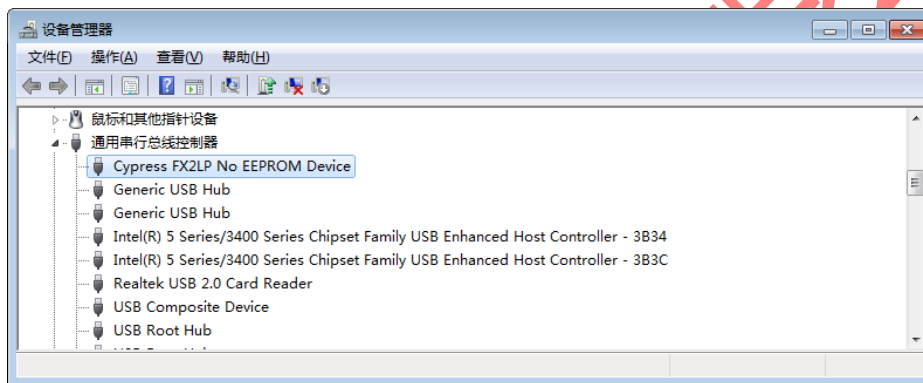 设备管理器
文件(F) 操作(A) 查看(V) 帮助(H)
鼠标和其他指针设备
通用串行总线控制器
Cypress FX2LP No EEPROM Device
Generic USB Hub
Generic USB Hub
Intel(R) 5 Series/3400 Series Chipset Family USB Enhanced Host Controller - 3B34
Intel(R) 5 Series/3400 Series Chipset Family USB Enhanced Host Controller - 3B3C
Realtek USB 2.0 Card Reader
USB Composite Device
USB Root Hub